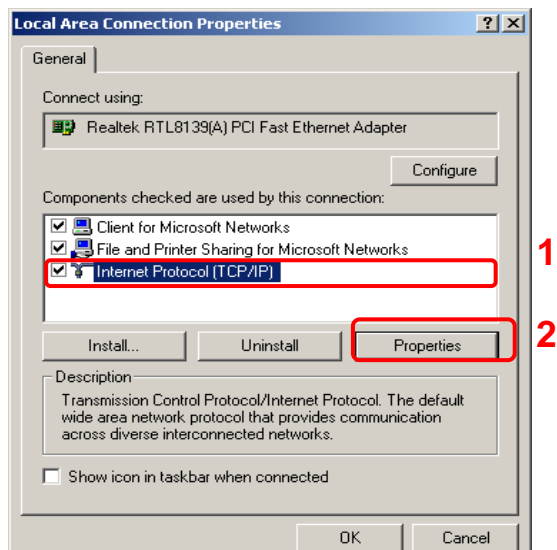 Local Area Connection Properties
General
Connect using:
Realtek RTL8139(A) PCI Fast Ethernet Adapter
Configure
Components checked are used by this connection:
Client for Microsoft Networks
File and Printer Sharing for Microsoft Networks
Internet Protocol (TCP/IP)
1
Install... Uninstall Properties
2
Description
Transmission Control Protocol/Internet Protocol. The default
wide area network protocol that provides communication
across diverse interconnected networks.
Show icon in taskbar when connected
OK Cancel